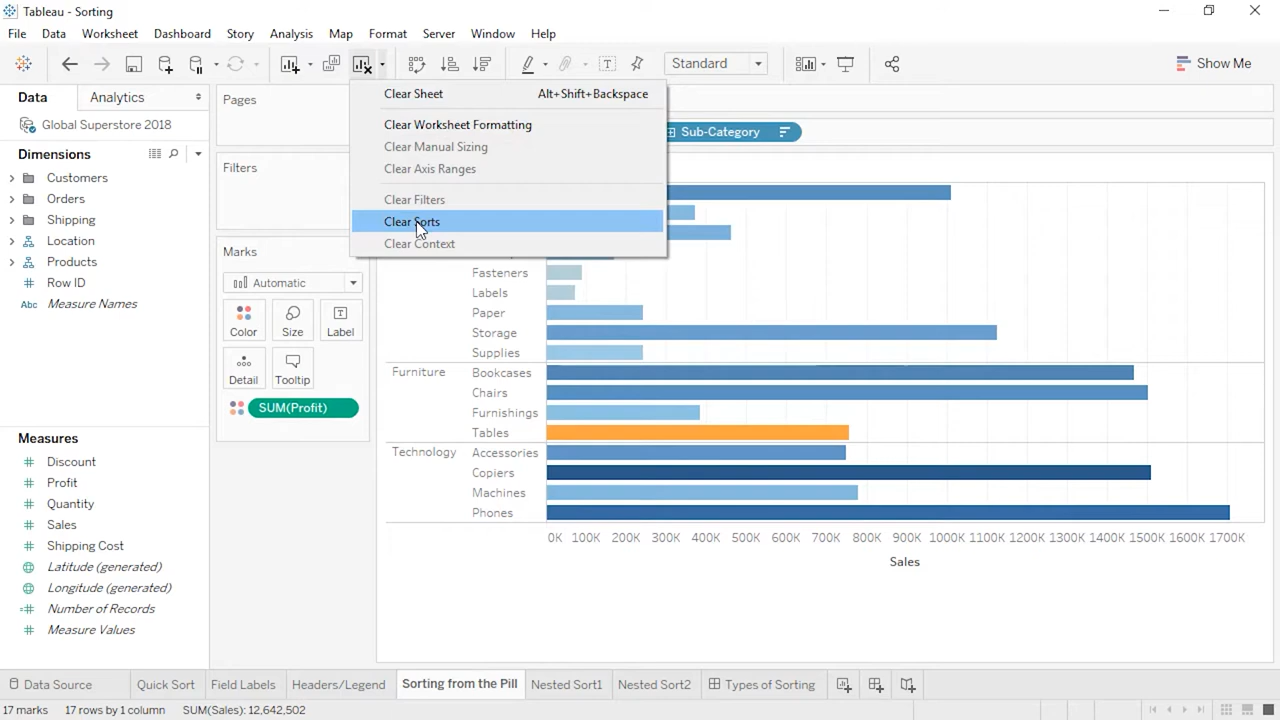 Tableau - Sorting
File Data Worksheet Dashboard Story Analysis Map Format Server Window Help
Standard Show Me
Data Analytics
Global Superstore 2018
Dimensions
Customers
Orders
Shipping
Location
Products
Row ID
Abc Measure Names
Measures
Discount
Profit
Quantity
Sales
Shipping Cost
Latitude (generated)
Longitude (generated)
Number of Records
Measure Values
Pages
Filters
Marks
Automatic
Color Size Label
Detail Tooltip
SUM(Profit)
Clear Sheet Alt+Shift+Backspace
Clear Worksheet Formatting
Clear Manual Sizing
Clear Axis Ranges
Clear Filters
Clear Sorts
Clear Context
Sub-Category
Fasteners
Labels
Paper
Storage
Supplies
Furniture Bookcases
Chairs
Furnishings
Tables
Technology Accessories
Copiers
Machines
Phones
0K 100K 200K 300K 400K 500K 600K 700K 800K 900K 1000K 1100K 1200K 1300K 1400K 1500K 1600K 1700K
Sales
Data Source Quick Sort Field Labels Headers/Legend Sorting from the Pill Nested Sort1 Nested Sort2 Types of Sorting
17 marks 17 rows by 1 column SUM(Sales): 12,642,502